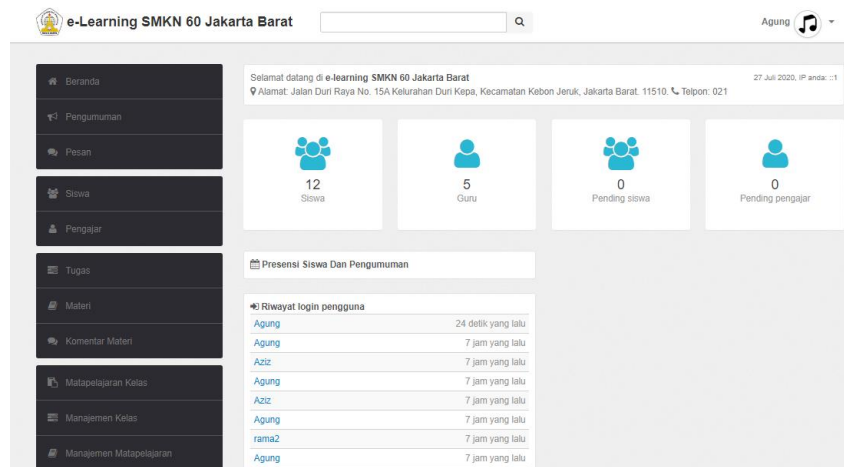 e-Learning SMKN 60 Jakarta Barat
Agung
Beranda
Pengumuman
Pesan
Siswa
Pengajar
Tugas
Materi
Komentar Materi
Matapelajaran Kelas
Manajemen Kelas
Manajemen Matapelajaran
Selamat datang di e-learning SMKN 60 Jakarta Barat
27 Juli 2020, IP anda: ::1
Alamat: Jalan Duri Raya No. 15A Kelurahan Duri Kepa, Kecamatan Kebon Jeruk, Jakarta Barat. 11510. Telpon: 021
12
Siswa
5
Guru
0
Pending siswa
0
Pending pengajar
Presensi Siswa Dan Pengumuman
Riwayat login pengguna
Agung 24 detik yang lalu
Agung 7 jam yang lalu
Aziz 7 jam yang lalu
Agung 7 jam yang lalu
Aziz 7 jam yang lalu
Agung 7 jam yang lalu
rama2 7 jam yang lalu
Agung 7 jam yang lalu